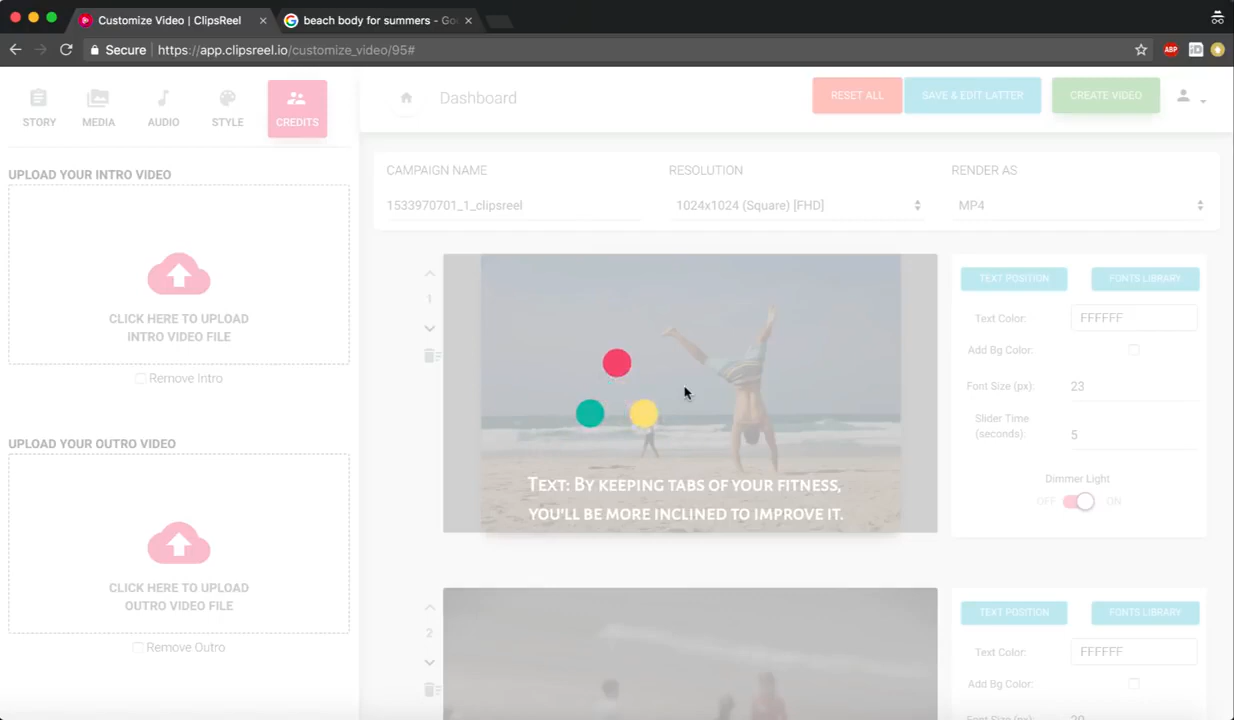 Customize Video | ClipsReel
beach body for summers - Go
Secure https://app.clipsreel.io/customize_video/95#
ABP
STORY
MEDIA
AUDIO
STYLE
CREDITS
Dashboard
RESET ALL
SAVE & EDIT LATTER
CREATE VIDEO
UPLOAD YOUR INTRO VIDEO
CLICK HERE TO UPLOAD
INTRO VIDEO FILE
Remove Intro
UPLOAD YOUR OUTRO VIDEO
CLICK HERE TO UPLOAD
OUTRO VIDEO FILE
Remove Outro
CAMPAIGN NAME
RESOLUTION
RENDER AS
1533970701_1_clipsreel
1024x1024 (Square) [FHD]
MP4
1
Text: By keeping tabs of your fitness,
you'll be more inclined to improve it.
TEXT POSITION
FONTS LIBRARY
Text Color:
FFFFFF
Add Bg Color:
Font Size (px):
23
Slider Time
(seconds):
5
Dimmer Light
OFF
ON
2
TEXT POSITION
FONTS LIBRARY
Text Color:
FFFFFF
Add Bg Color: